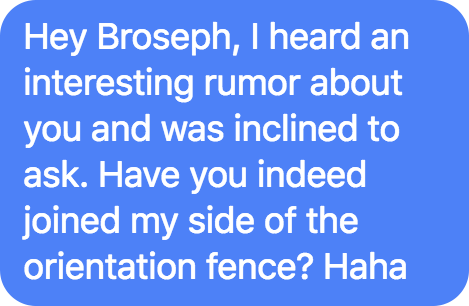 Hey Broseph, I heard an
interesting rumor about
you and was inclined to
ask. Have you indeed
joined my side of the
orientation fence? Haha